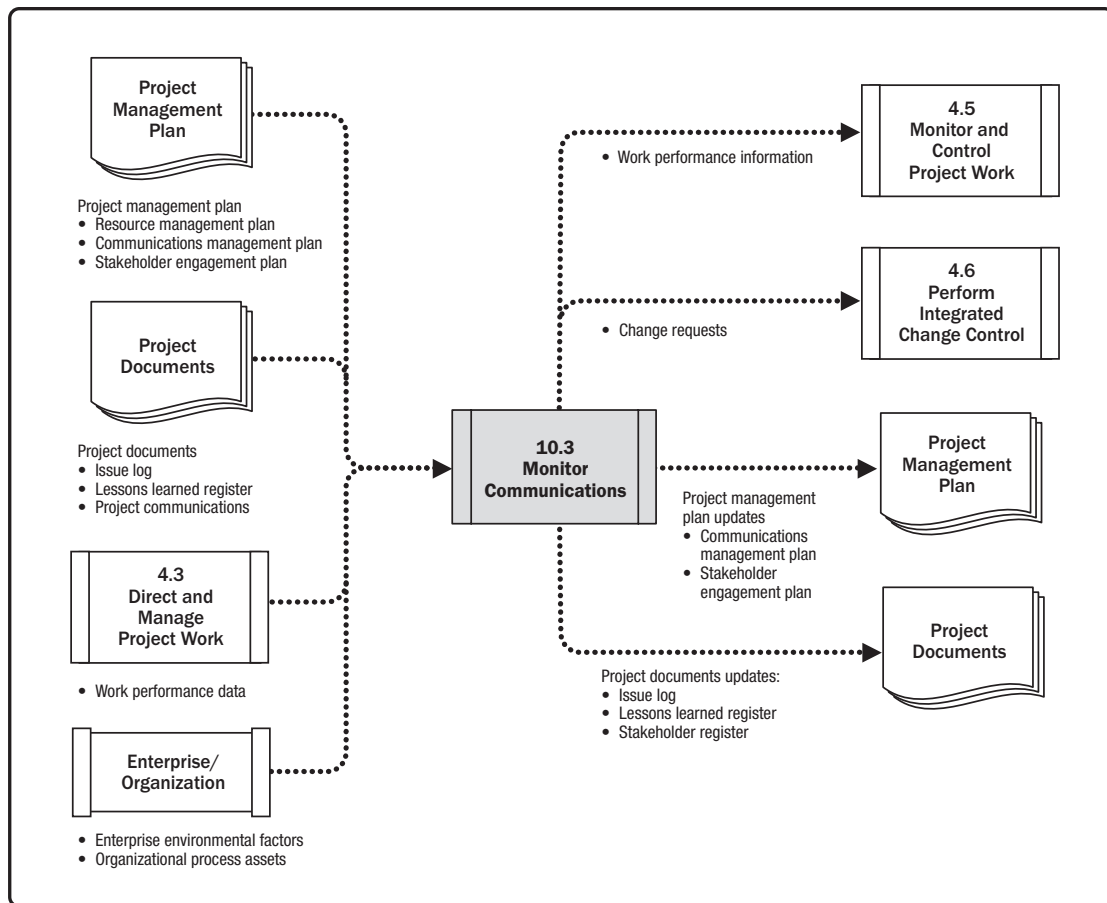 Project
Management
Plan
Project management plan
• Resource management plan
• Communications management plan
• Stakeholder engagement plan
Project
Documents
Project documents
• Issue log
• Lessons learned register
• Project communications
4.3
Direct and
Manage
Project Work
• Work performance data
Enterprise/
Organization
• Enterprise environmental factors
• Organizational process assets
10.3
Monitor
Communications
• Work performance information
4.5
Monitor and
Control
Project Work
• Change requests
4.6
Perform
Integrated
Change Control
Project management
plan updates
• Communications
management plan
• Stakeholder
engagement plan
Project
Management
Plan
Project documents updates:
• Issue log
• Lessons learned register
• Stakeholder register
Project
Documents